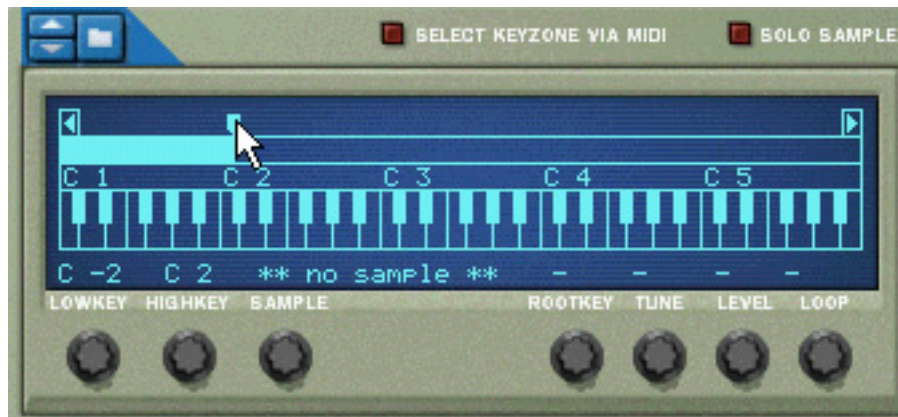 SELECT KEYZONE VIA MIDI SOLO SAMPLE
C 1 C 2 C 3 C 4 C 5
C -2 C 2 ** no sample ** - - - -
LOWKEY HIGHKEY SAMPLE ROOTKEY TUNE LEVEL LOOP